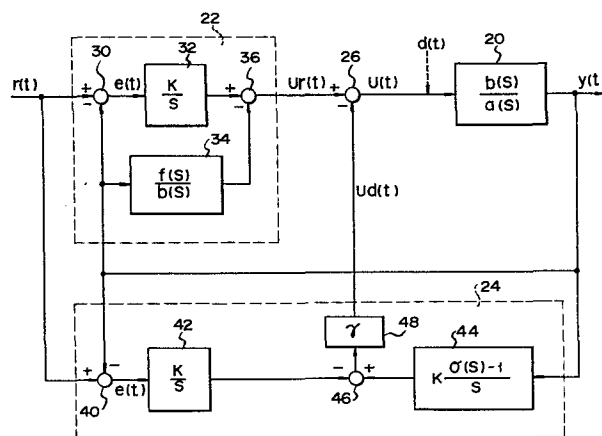 22
20
30
32
36
26
d(t)
r(t)
+
e(t)
K
S
+
Ur(t)
+
U(t)
b(S)
a(S)
y(t)
-
-
-
34
f(S)
b(S)
Ud(t)
24
42
γ
48
44
-
K
S
K
σ(S)-1
S
+
e(t)
-
+
40
46